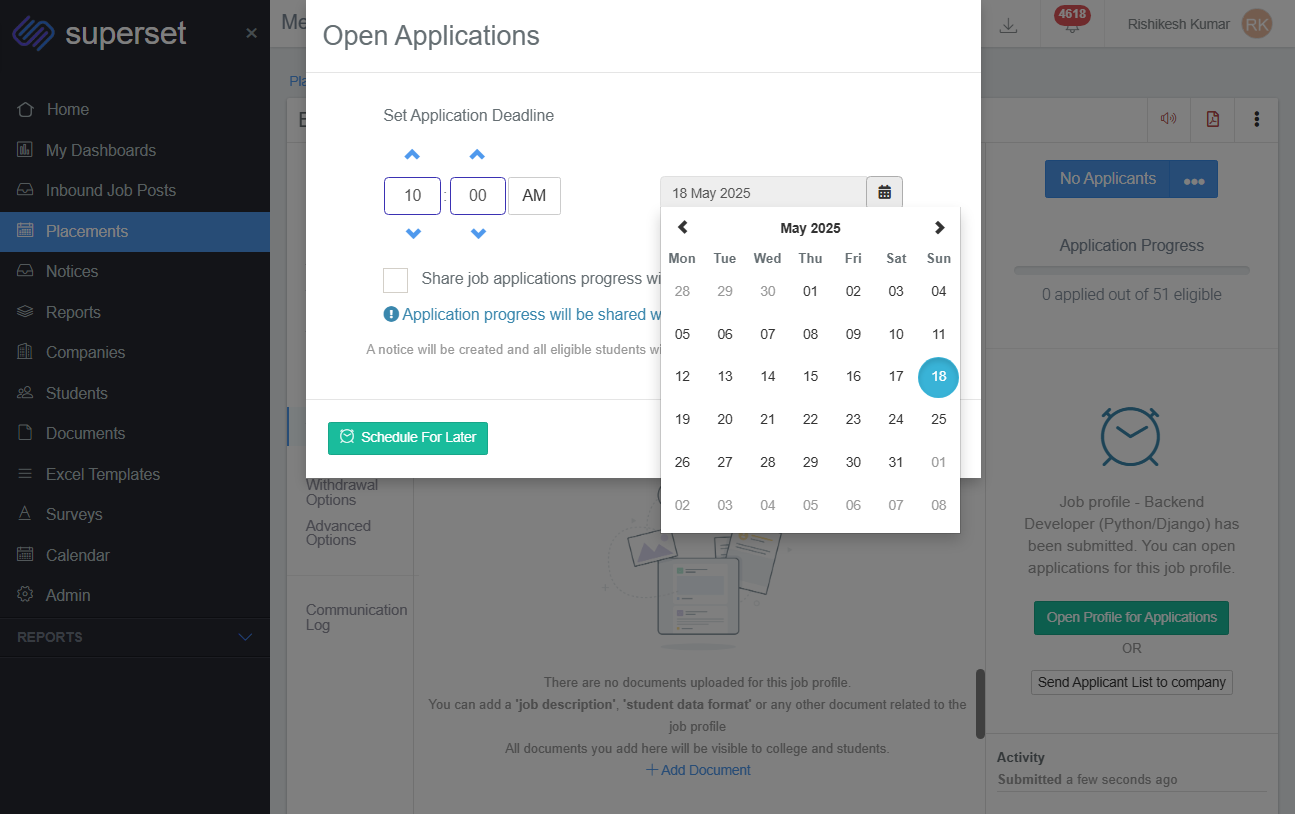 superset
×
Home
My Dashboards
Inbound Job Posts
Placements
Notices
Reports
Companies
Students
Documents
Excel Templates
Surveys
Calendar
Admin
REPORTS
Me
4618
Rishikesh Kumar
RK
Pla
Open Applications
Set Application Deadline
10 : 00 AM
18 May 2025
May 2025
Mon Tue Wed Thu Fri Sat Sun
28 29 30 01 02 03 04
05 06 07 08 09 10 11
12 13 14 15 16 17 18
19 20 21 22 23 24 25
26 27 28 29 30 31 01
02 03 04 05 06 07 08
Share job applications progress wi
Application progress will be shared w
A notice will be created and all eligible students wi
Schedule For Later
Withdrawal
Options
Advanced
Options
Communication
Log
There are no documents uploaded for this job profile.
You can add a 'job description', 'student data format' or any other document related to the
job profile
All documents you add here will be visible to college and students.
+ Add Document
No Applicants
Application Progress
0 applied out of 51 eligible
Job profile - Backend
Developer (Python/Django) has
been submitted. You can open
applications for this job profile.
Open Profile for Applications
OR
Send Applicant List to company
Activity
Submitted a few seconds ago